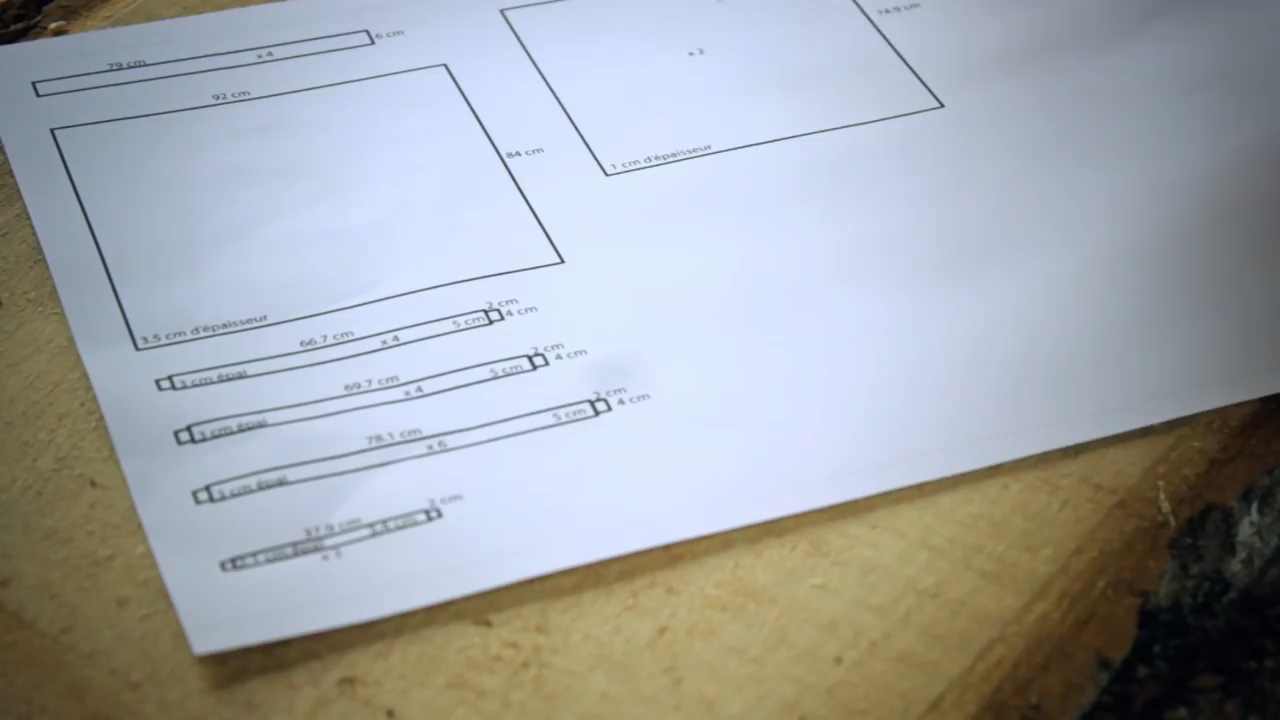 79 cm
x 4
6 cm
92 cm
84 cm
3.5 cm d'épaisseur
x 2
74.9 cm
1 cm d'épaisseur
66.7 cm
x 4
5 cm
2 cm
4 cm
3 cm épai
69.7 cm
x 4
5 cm
2 cm
4 cm
3 cm épai
78.1 cm
x 6
5 cm
2 cm
4 cm
3 cm épai
37.9 cm
2 cm